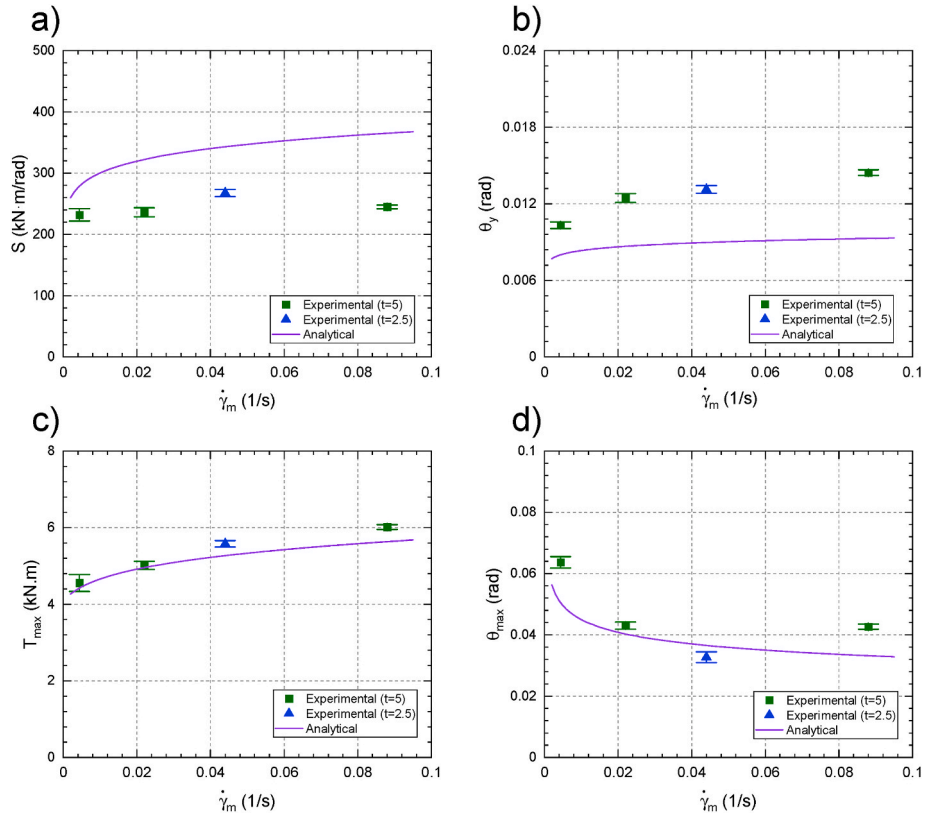 a)
500
400
300
200
100
0
S (kN·m/rad)
Experimental (t=5)
Experimental (t=2.5)
Analytical
0 0.02 0.04 0.06 0.08 0.1
γ̇m (1/s)
b)
0.024
0.018
0.012
0.006
0
θy (rad)
Experimental (t=5)
Experimental (t=2.5)
Analytical
0 0.02 0.04 0.06 0.08 0.1
γ̇m (1/s)
c)
8
6
4
2
0
Tmax (kN.m)
Experimental (t=5)
Experimental (t=2.5)
Analytical
0 0.02 0.04 0.06 0.08 0.1
γ̇m (1/s)
d)
0.1
0.08
0.06
0.04
0.02
0
θmax (rad)
Experimental (t=5)
Experimental (t=2.5)
Analytical
0 0.02 0.04 0.06 0.08 0.1
γ̇m (1/s)